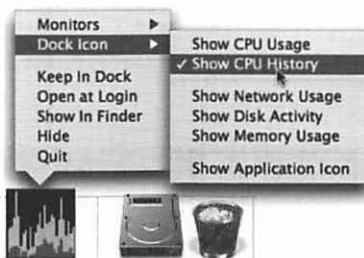 Monitors
Dock Icon
Keep In Dock
Open at Login
Show In Finder
Hide
Quit
Show CPU Usage
✓ Show CPU History
Show Network Usage
Show Disk Activity
Show Memory Usage
Show Application Icon